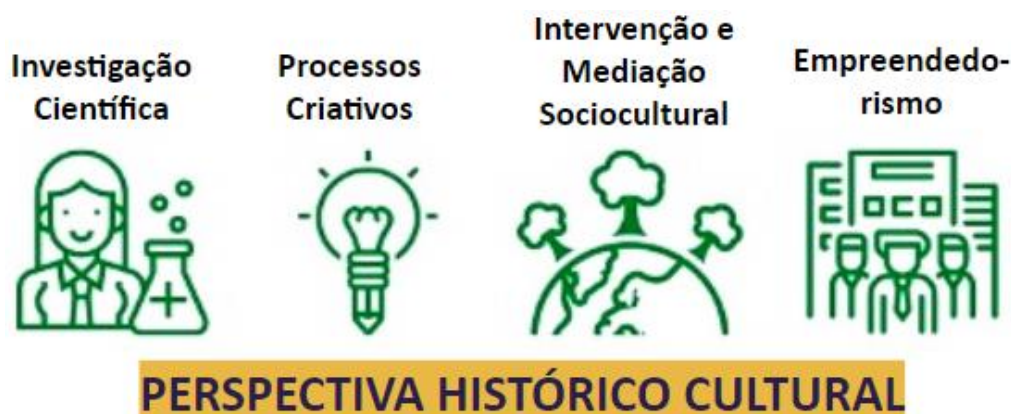 Investigação
Científica
Processos
Criativos
Intervenção e
Mediação
Sociocultural
Empreendedo-
rismo
PERSPECTIVA HISTÓRICO CULTURAL